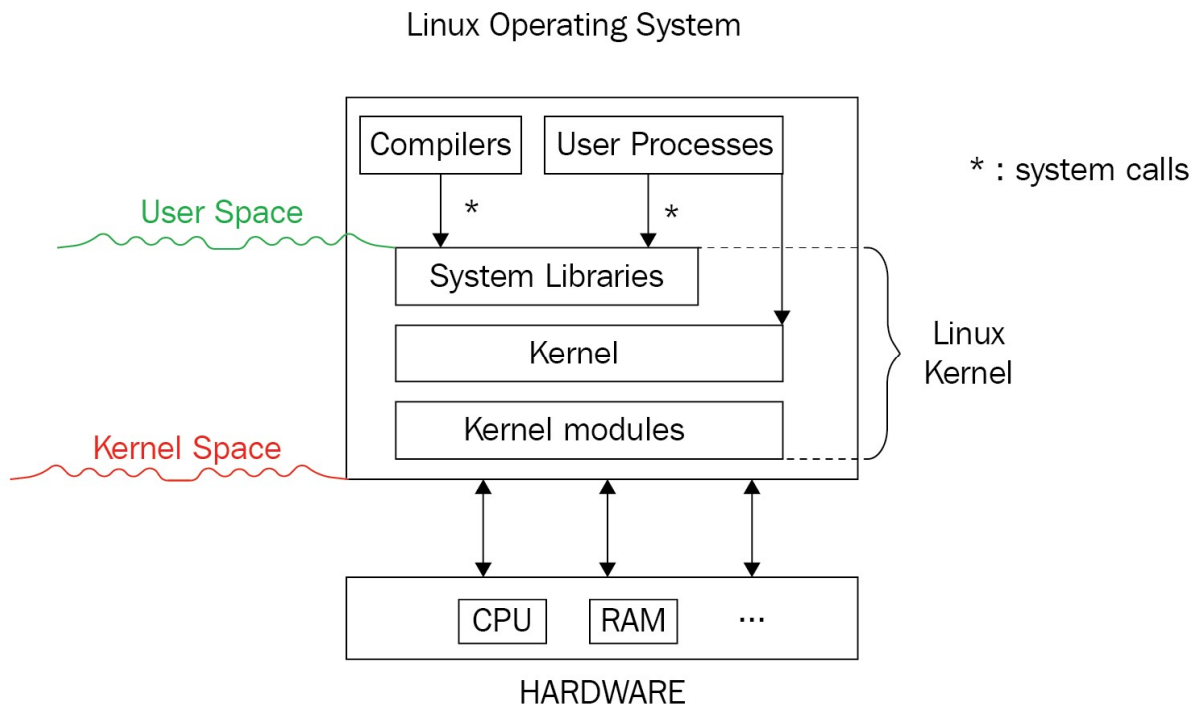 Linux Operating System
Compilers
User Processes
* : system calls
*
*
User Space
System Libraries
Linux
Kernel
Kernel
Kernel modules
Kernel Space
CPU
RAM
...
HARDWARE